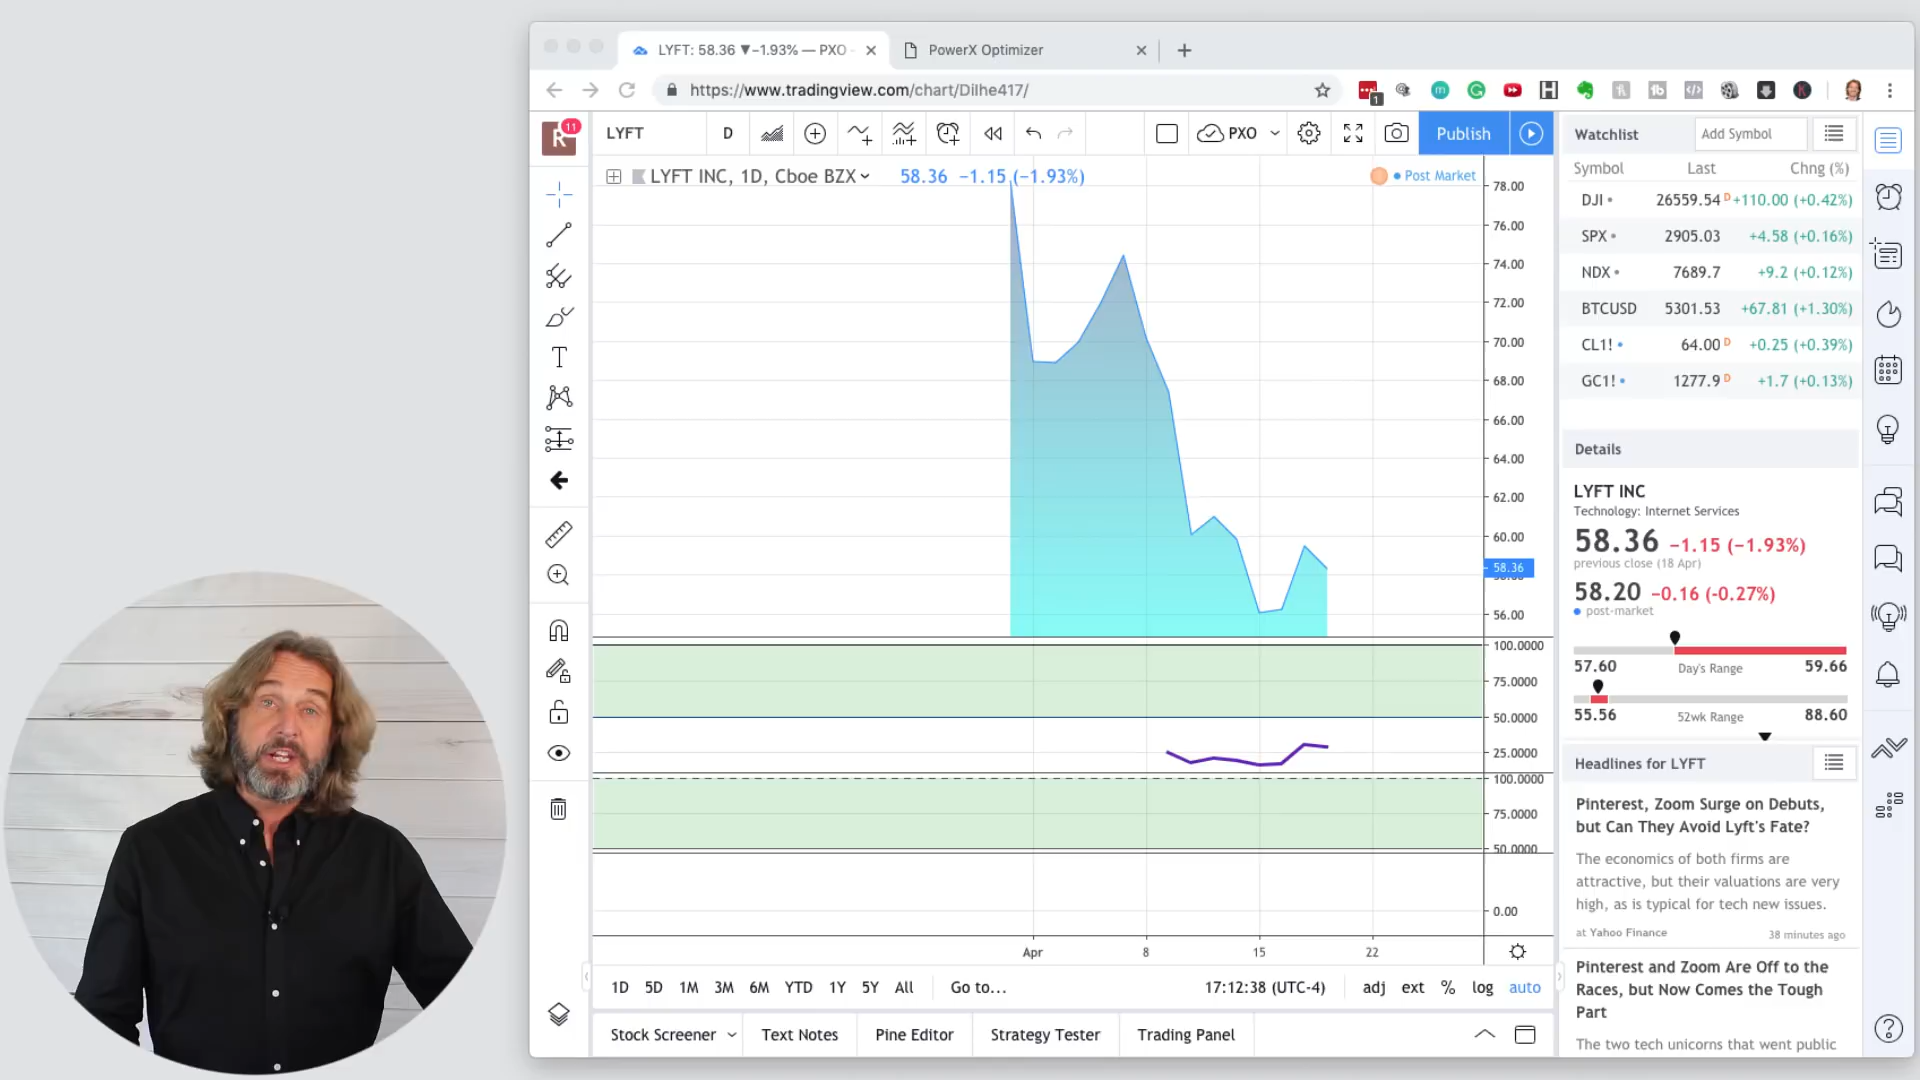 LYFT: 58.36 ▼−1.93% — PXO
PowerX Optimizer
https://www.tradingview.com/chart/Dilhe417/
1
R
11
LYFT
D
PXO
Publish
LYFT INC, 1D, Cboe BZX
58.36 −1.15 (−1.93%)
Post Market
78.00
76.00
74.00
72.00
70.00
68.00
66.00
64.00
62.00
60.00
58.36
56.00
100.0000
75.0000
50.0000
25.0000
100.0000
75.0000
50.0000
0.00
Apr
8
15
22
1D 5D 1M 3M 6M YTD 1Y 5Y All
Go to...
17:12:38 (UTC-4)
adj ext % log auto
Stock Screener
Text Notes
Pine Editor
Strategy Tester
Trading Panel
Watchlist
Add Symbol
Symbol Last Chng (%)
DJI 26559.54 D +110.00 (+0.42%)
SPX 2905.03 +4.58 (+0.16%)
NDX 7689.7 +9.2 (+0.12%)
BTCUSD 5301.53 +67.81 (+1.30%)
CL1! 64.00 D +0.25 (+0.39%)
GC1! 1277.9 D +1.7 (+0.13%)
Details
LYFT INC
Technology: Internet Services
58.36 −1.15 (−1.93%)
previous close (18 Apr)
58.20 −0.16 (-0.27%)
post-market
57.60 Day's Range 59.66
55.56 52wk Range 88.60
Headlines for LYFT
Pinterest, Zoom Surge on Debuts,
but Can They Avoid Lyft's Fate?
The economics of both firms are
attractive, but their valuations are very
high, as is typical for tech new issues.
at Yahoo Finance
38 minutes ago
Pinterest and Zoom Are Off to the
Races, but Now Comes the Tough
Part
The two tech unicorns that went public